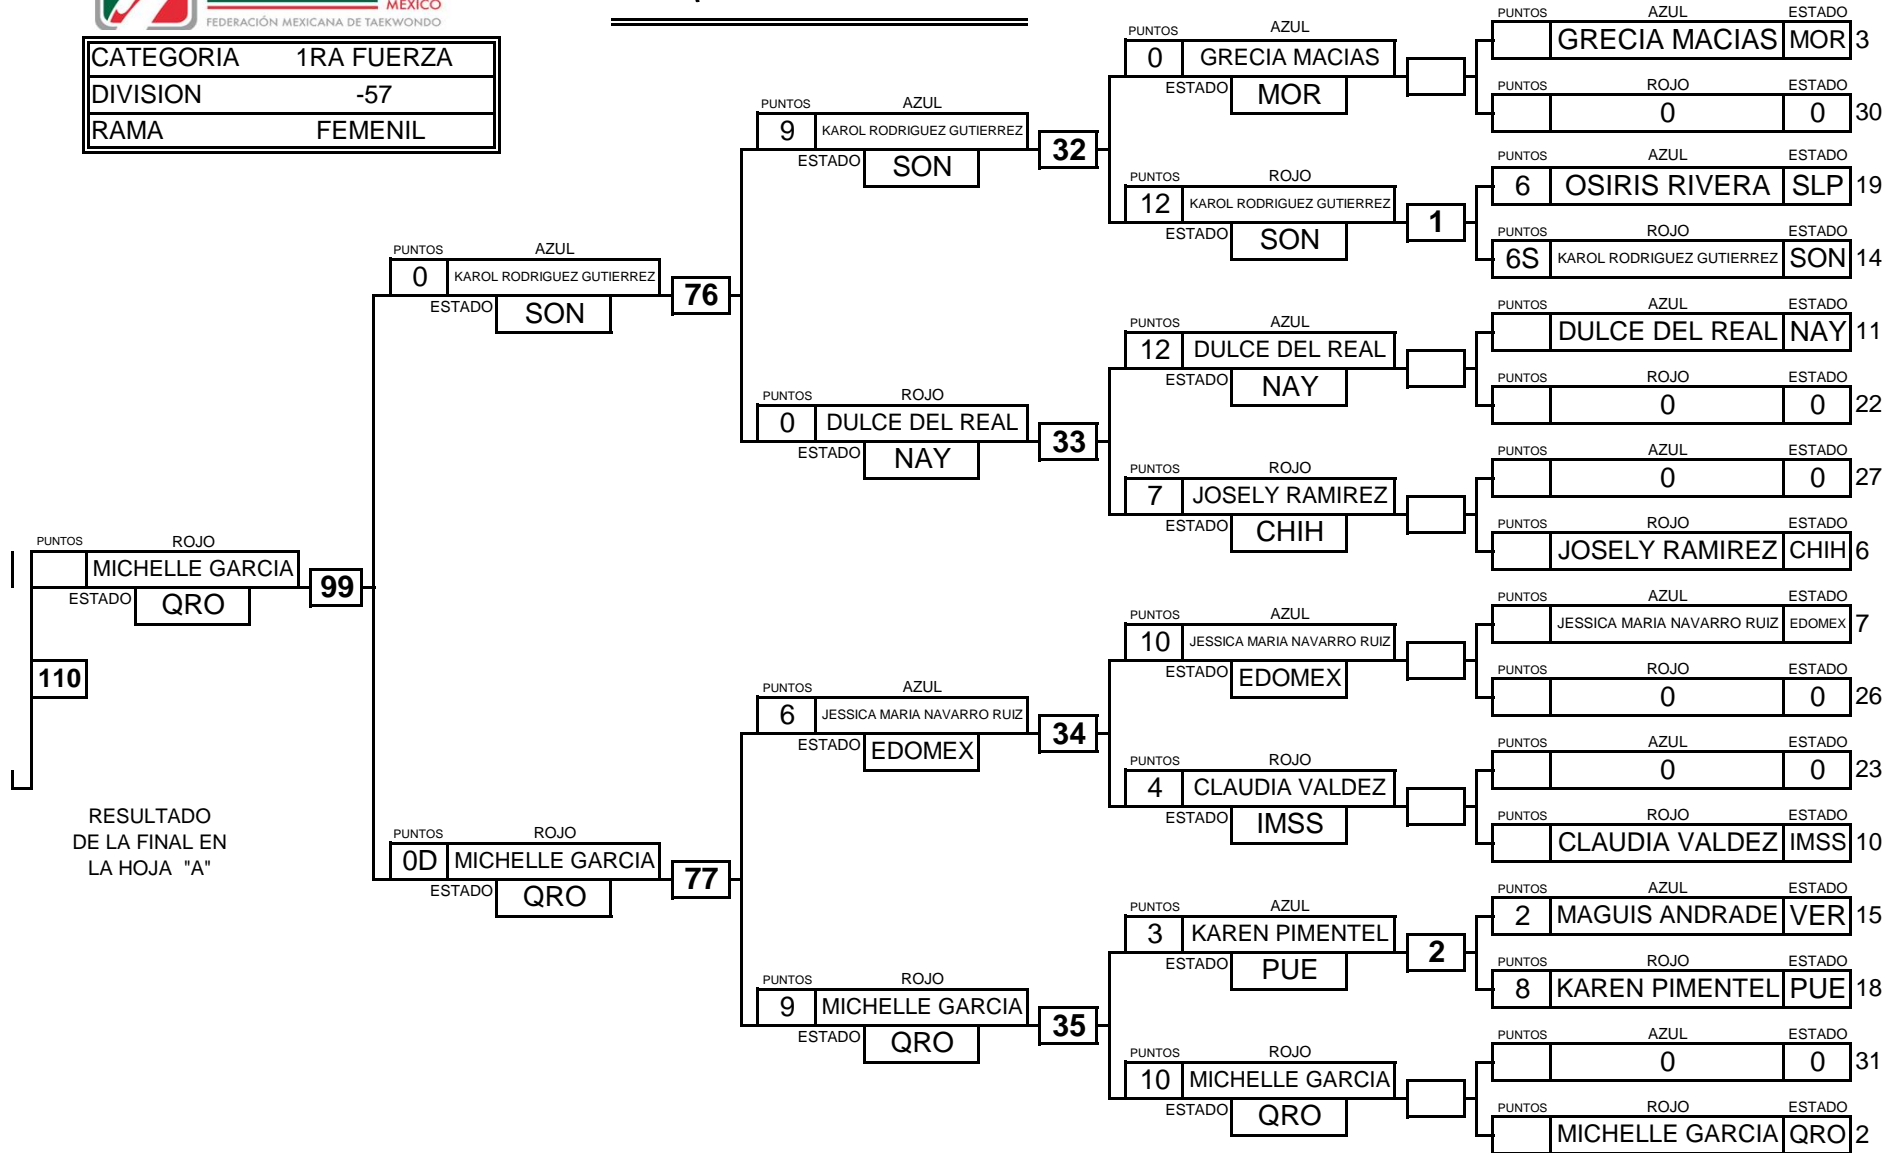 MEXICO
FEDERACIÓN MEXICANA DE TAEKWONDO
CATEGORIA 1RA FUERZA
DIVISION -57
RAMA FEMENIL
PUNTOS AZUL ESTADO
GRECIA MACIAS MOR 3
PUNTOS ROJO ESTADO
0 0 30
PUNTOS AZUL ESTADO
6 OSIRIS RIVERA SLP 19
PUNTOS ROJO ESTADO
6S KAROL RODRIGUEZ GUTIERREZ SON 14
PUNTOS AZUL ESTADO
DULCE DEL REAL NAY 11
PUNTOS ROJO ESTADO
0 0 22
PUNTOS AZUL ESTADO
0 0 27
PUNTOS ROJO ESTADO
JOSELY RAMIREZ CHIH 6
PUNTOS AZUL ESTADO
JESSICA MARIA NAVARRO RUIZ EDOMEX 7
PUNTOS ROJO ESTADO
0 0 26
PUNTOS AZUL ESTADO
0 0 23
PUNTOS ROJO ESTADO
CLAUDIA VALDEZ IMSS 10
PUNTOS AZUL ESTADO
2 MAGUIS ANDRADE VER 15
PUNTOS ROJO ESTADO
8 KAREN PIMENTEL PUE 18
PUNTOS AZUL ESTADO
0 0 31
PUNTOS ROJO ESTADO
MICHELLE GARCIA QRO 2
1
2
PUNTOS AZUL
0 GRECIA MACIAS
ESTADO MOR
PUNTOS ROJO
12 KAROL RODRIGUEZ GUTIERREZ
ESTADO SON
PUNTOS AZUL
12 DULCE DEL REAL
ESTADO NAY
PUNTOS ROJO
7 JOSELY RAMIREZ
ESTADO CHIH
PUNTOS AZUL
10 JESSICA MARIA NAVARRO RUIZ
ESTADO EDOMEX
PUNTOS ROJO
4 CLAUDIA VALDEZ
ESTADO IMSS
PUNTOS AZUL
3 KAREN PIMENTEL
ESTADO PUE
PUNTOS ROJO
10 MICHELLE GARCIA
ESTADO QRO
32
33
34
35
PUNTOS AZUL
9 KAROL RODRIGUEZ GUTIERREZ
ESTADO SON
PUNTOS ROJO
0 DULCE DEL REAL
ESTADO NAY
PUNTOS AZUL
6 JESSICA MARIA NAVARRO RUIZ
ESTADO EDOMEX
PUNTOS ROJO
9 MICHELLE GARCIA
ESTADO QRO
76
77
PUNTOS AZUL
0 KAROL RODRIGUEZ GUTIERREZ
ESTADO SON
PUNTOS ROJO
0D MICHELLE GARCIA
ESTADO QRO
99
PUNTOS ROJO
MICHELLE GARCIA
ESTADO QRO
110
RESULTADO
DE LA FINAL EN
LA HOJA "A"